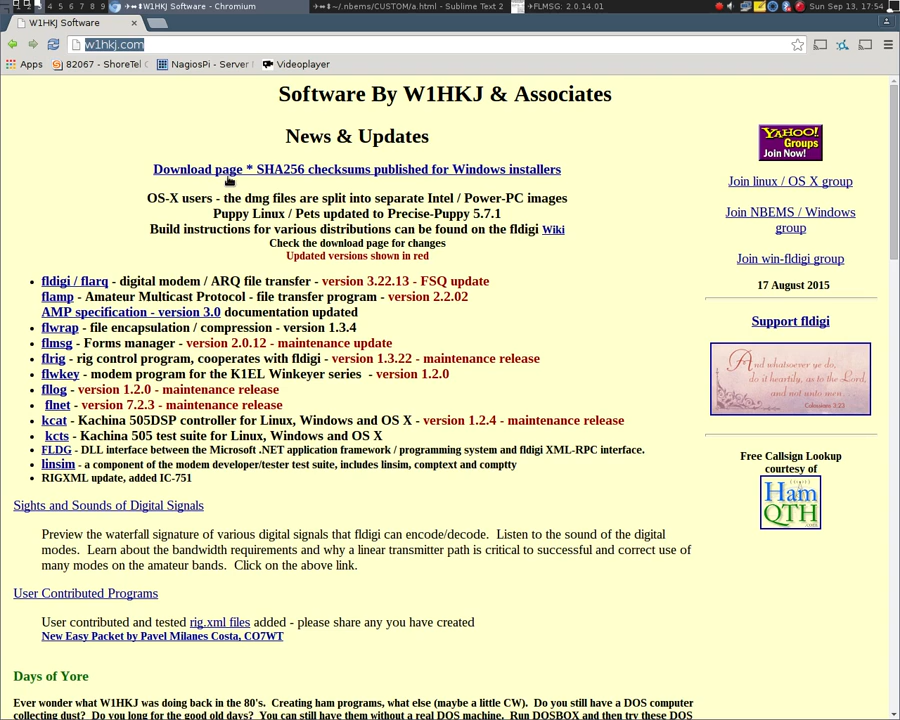 1 2 3 4 5 6 7 8 9
W1HKJ Software - Chromium
~/.nbems/CUSTOM/a.html - Sublime Text 2
FLMSG: 2.0.14.01
Sun Sep 13, 17:54
W1HKJ Software
w1hkj.com
Apps
82067 - ShoreTel
NagiosPi - Server
Videoplayer
Software By W1HKJ & Associates
News & Updates
Download page * SHA256 checksums published for Windows installers
OS-X users - the dmg files are split into separate Intel / Power-PC images
Puppy Linux / Pets updated to Precise-Puppy 5.7.1
Build instructions for various distributions can be found on the fldigi Wiki
Check the download page for changes
Updated versions shown in red
fldigi / flarq - digital modem / ARQ file transfer - version 3.22.13 - FSQ update
flamp - Amateur Multicast Protocol - file transfer program - version 2.2.02
AMP specification - version 3.0 documentation updated
flwrap - file encapsulation / compression - version 1.3.4
flmsg - Forms manager - version 2.0.12 - maintenance update
flrig - rig control program, cooperates with fldigi - version 1.3.22 - maintenance release
flwkey - modem program for the K1EL Winkeyer series - version 1.2.0
fllog - version 1.2.0 - maintenance release
flnet - version 7.2.3 - maintenance release
kcat - Kachina 505DSP controller for Linux, Windows and OS X - version 1.2.4 - maintenance release
kcts - Kachina 505 test suite for Linux, Windows and OS X
FLDG - DLL interface between the Microsoft .NET application framework / programming system and fldigi XML-RPC interface.
linsim - a component of the modem developer/tester test suite, includes linsim, comptext and comptty
RIGXML update, added IC-751
Sights and Sounds of Digital Signals
Preview the waterfall signature of various digital signals that fldigi can encode/decode. Listen to the sound of the digital
modes. Learn about the bandwidth requirements and why a linear transmitter path is critical to successful and correct use of
many modes on the amateur bands. Click on the above link.
User Contributed Programs
User contributed and tested rig.xml files added - please share any you have created
New Easy Packet by Pavel Milanes Costa, CO7WT
Days of Yore
Ever wonder what W1HKJ was doing back in the 80's. Creating ham programs, what else (maybe a little CW). Do you still have a DOS computer
collecting dust? Do you long for the good old days? You can still have them without a real DOS machine. Run DOSBOX and then try these DOS
YAHOO!
Groups
Join Now!
Join linux / OS X group
Join NBEMS / Windows
group
Join win-fldigi group
17 August 2015
Support fldigi
And whatsoever ye do,
do it heartily, as to the Lord,
and not unto men...
Colossians 3:23
Free Callsign Lookup
courtesy of
Ham
QTH
.com